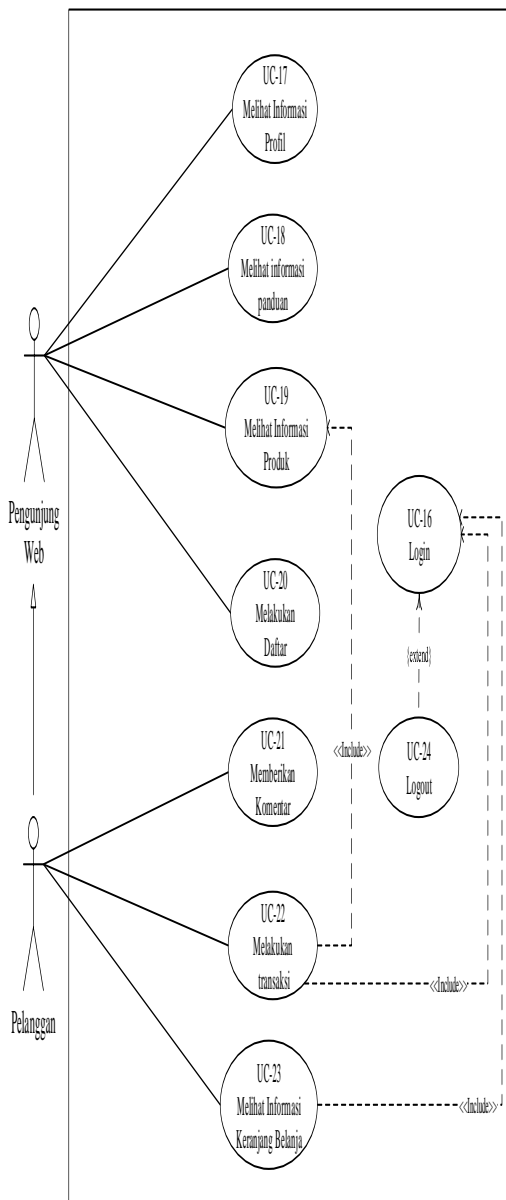 UC-17
Melihat Informasi
Profil
UC-18
Melihat informasi
panduan
UC-19
Melihat Informasi
Produk
Pengunjung
Web
UC-16
Login
UC-20
Melakukan
Daftar
{extend}
UC-21
Memberikan
Komentar
<<Include>>
UC-24
Logout
UC-22
Melakukan
transaksi
<<Include>>
Pelanggan
UC-23
Melihat Informasi
Keranjang Belanja
<<Include>>